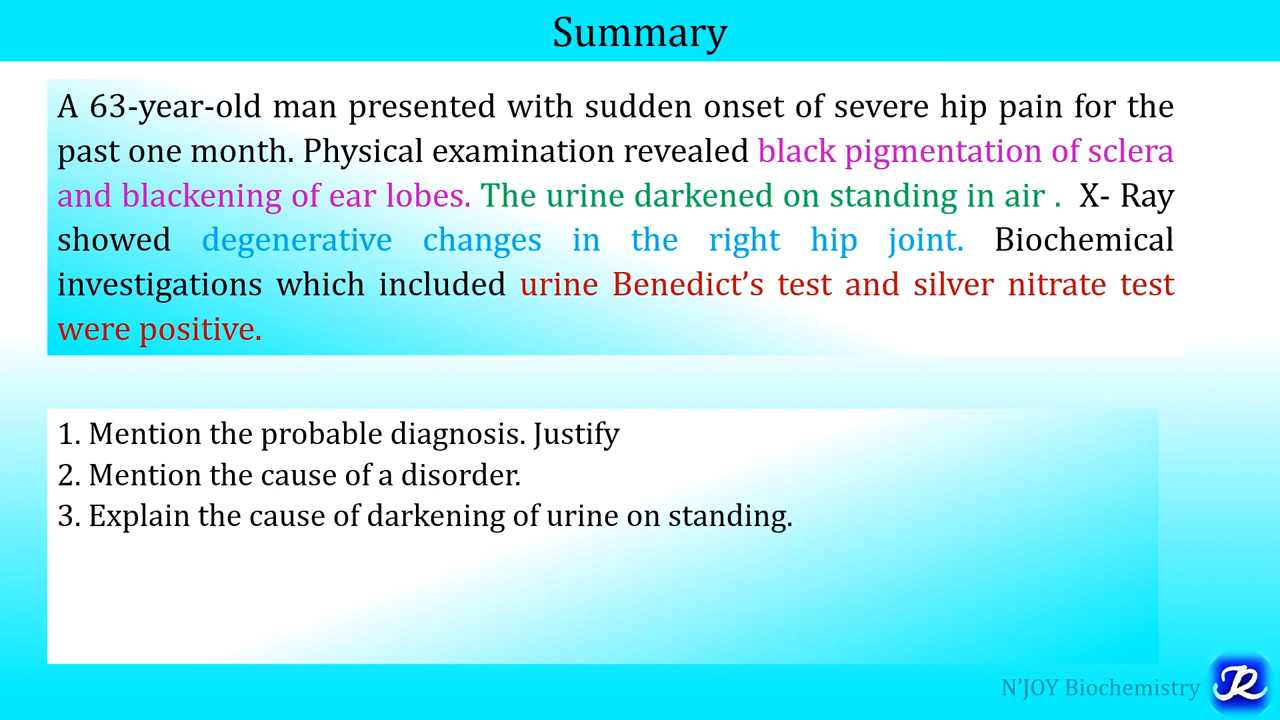 Summary
A 63-year-old man presented with sudden onset of severe hip pain for the
past one month. Physical examination revealed black pigmentation of sclera
and blackening of ear lobes. The urine darkened on standing in air . X- Ray
showed degenerative changes in the right hip joint. Biochemical
investigations which included urine Benedict's test and silver nitrate test
were positive.
1. Mention the probable diagnosis. Justify
2. Mention the cause of a disorder.
3. Explain the cause of darkening of urine on standing.
N'JOY Biochemistry